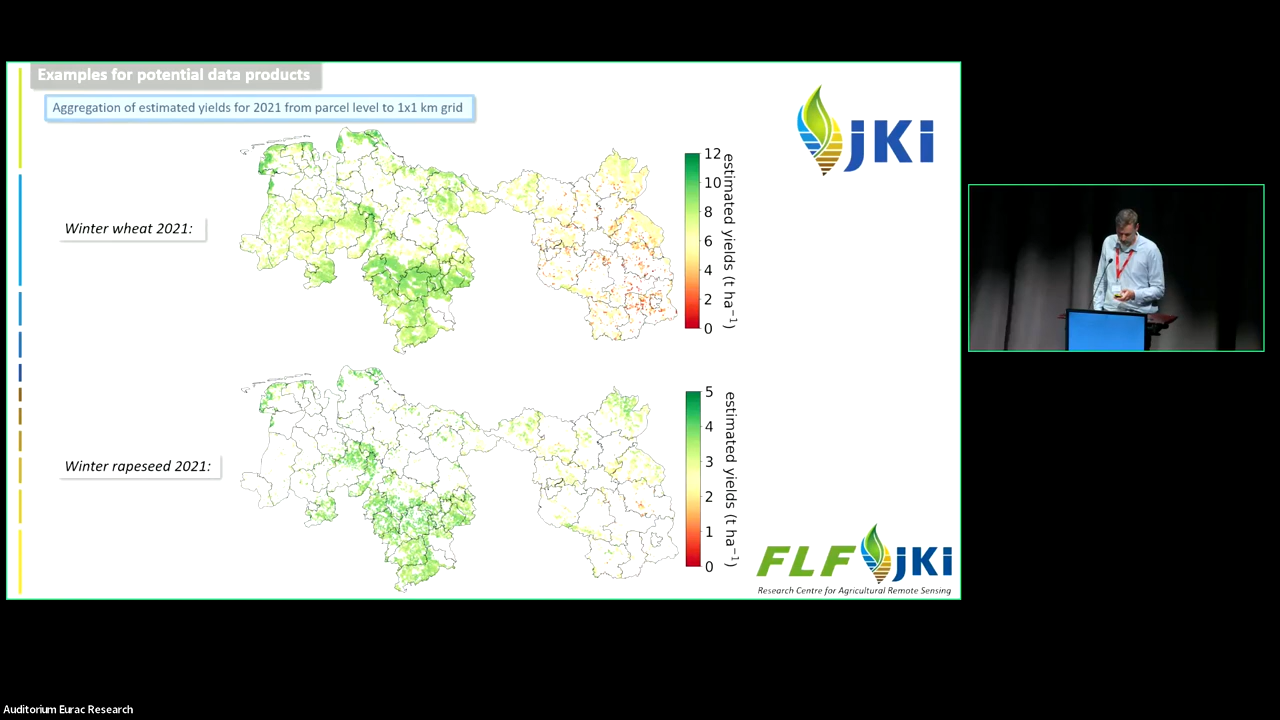 Examples for potential data products
Aggregation of estimated yields for 2021 from parcel level to 1x1 km grid
JKI
Winter wheat 2021:
12
10
8
6
4
2
0
estimated yields (t ha⁻¹)
Winter rapeseed 2021:
5
4
3
2
1
0
estimated yields (t ha⁻¹)
FLF JKI
Research Centre for Agricultural Remote Sensing
Auditorium Eurac Research